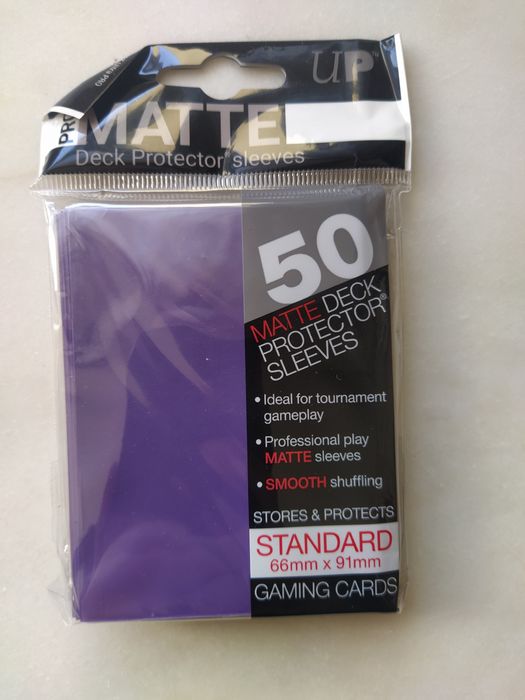 UP™
PRO
MATTE
Deck Protector® sleeves
50
MATTE DECK
PROTECTOR®
SLEEVES
• Ideal for tournament
gameplay
• Professional play
MATTE sleeves
• SMOOTH shuffling
STORES & PROTECTS
STANDARD
66mm x 91mm
GAMING CARDS